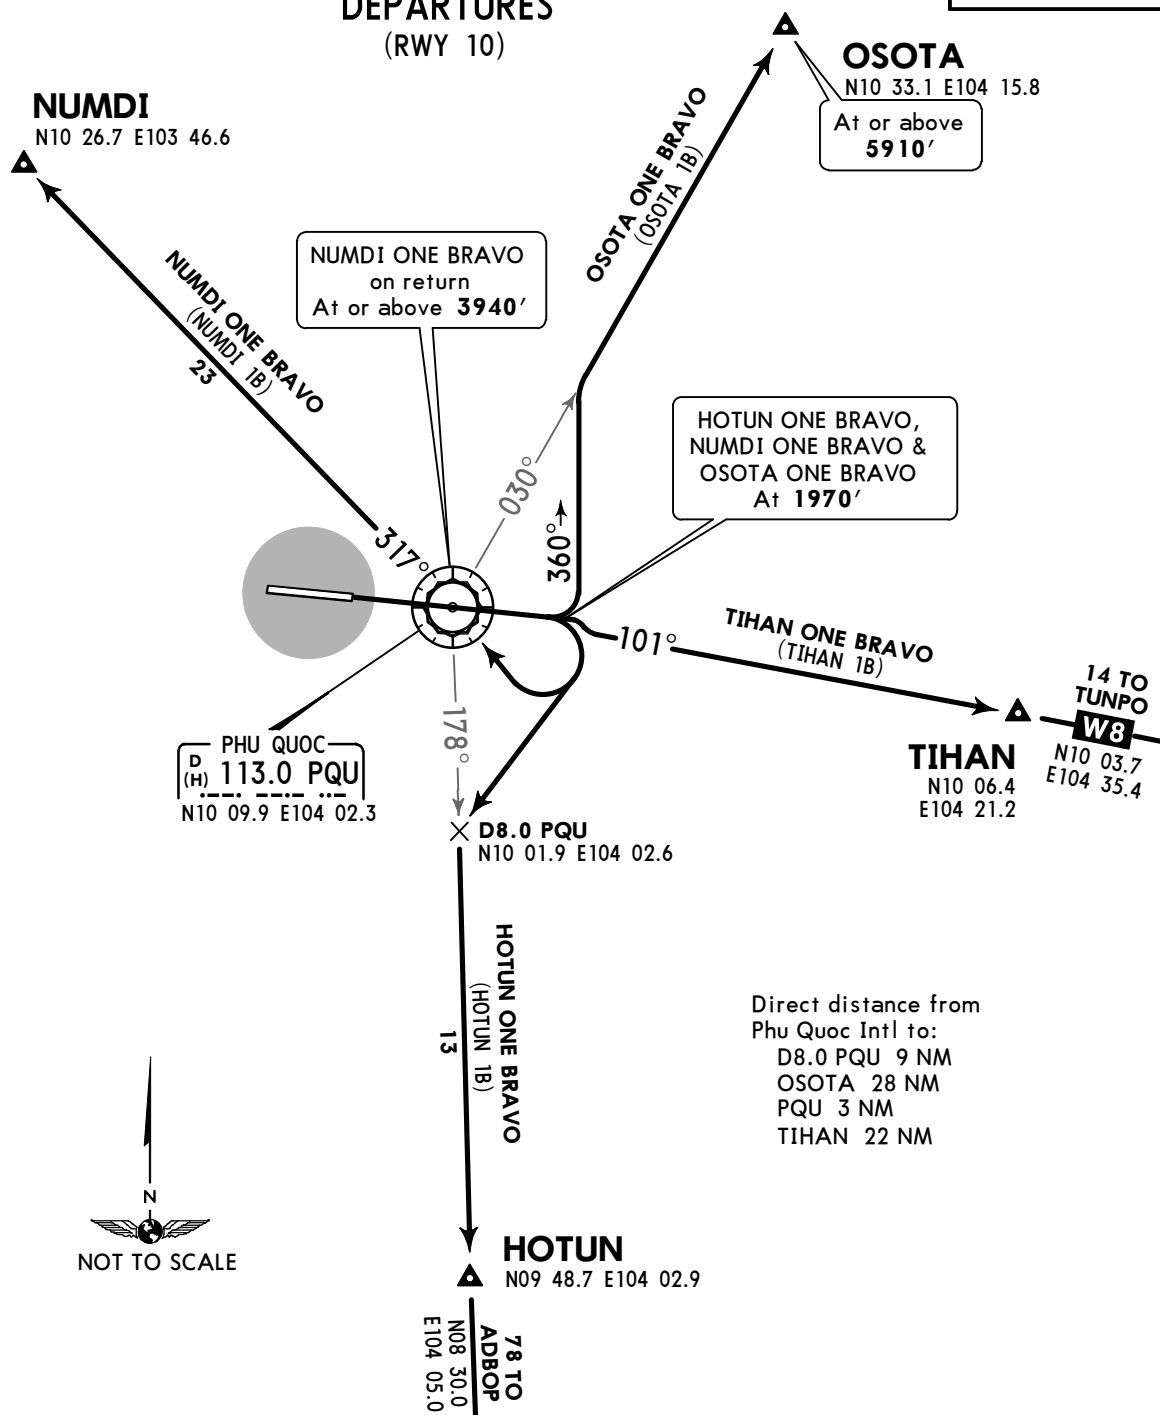 DEPARTURES
(RWY 10)
OSOTA
N10 33.1 E104 15.8
At or above
5910'
NUMDI
N10 26.7 E103 46.6
OSOTA ONE BRAVO
(OSOTA 1B)
NUMDI ONE BRAVO
on return
At or above 3940'
NUMDI ONE BRAVO
(NUMDI 1B)
23
HOTUN ONE BRAVO,
NUMDI ONE BRAVO &
OSOTA ONE BRAVO
At 1970'
030°
360°
317°
101°
TIHAN ONE BRAVO
(TIHAN 1B)
14 TO
TUNPO
W8
N10 03.7
E104 35.4
TIHAN
N10 06.4
E104 21.2
178°
PHU QUOC
D
(H) 113.0 PQU
N10 09.9 E104 02.3
D8.0 PQU
N10 01.9 E104 02.6
HOTUN ONE BRAVO
(HOTUN 1B)
13
Direct distance from
Phu Quoc Intl to:
D8.0 PQU 9 NM
OSOTA 28 NM
PQU 3 NM
TIHAN 22 NM
N
NOT TO SCALE
HOTUN
N09 48.7 E104 02.9
78 TO
ADBOP
N08 30.0
E104 05.0